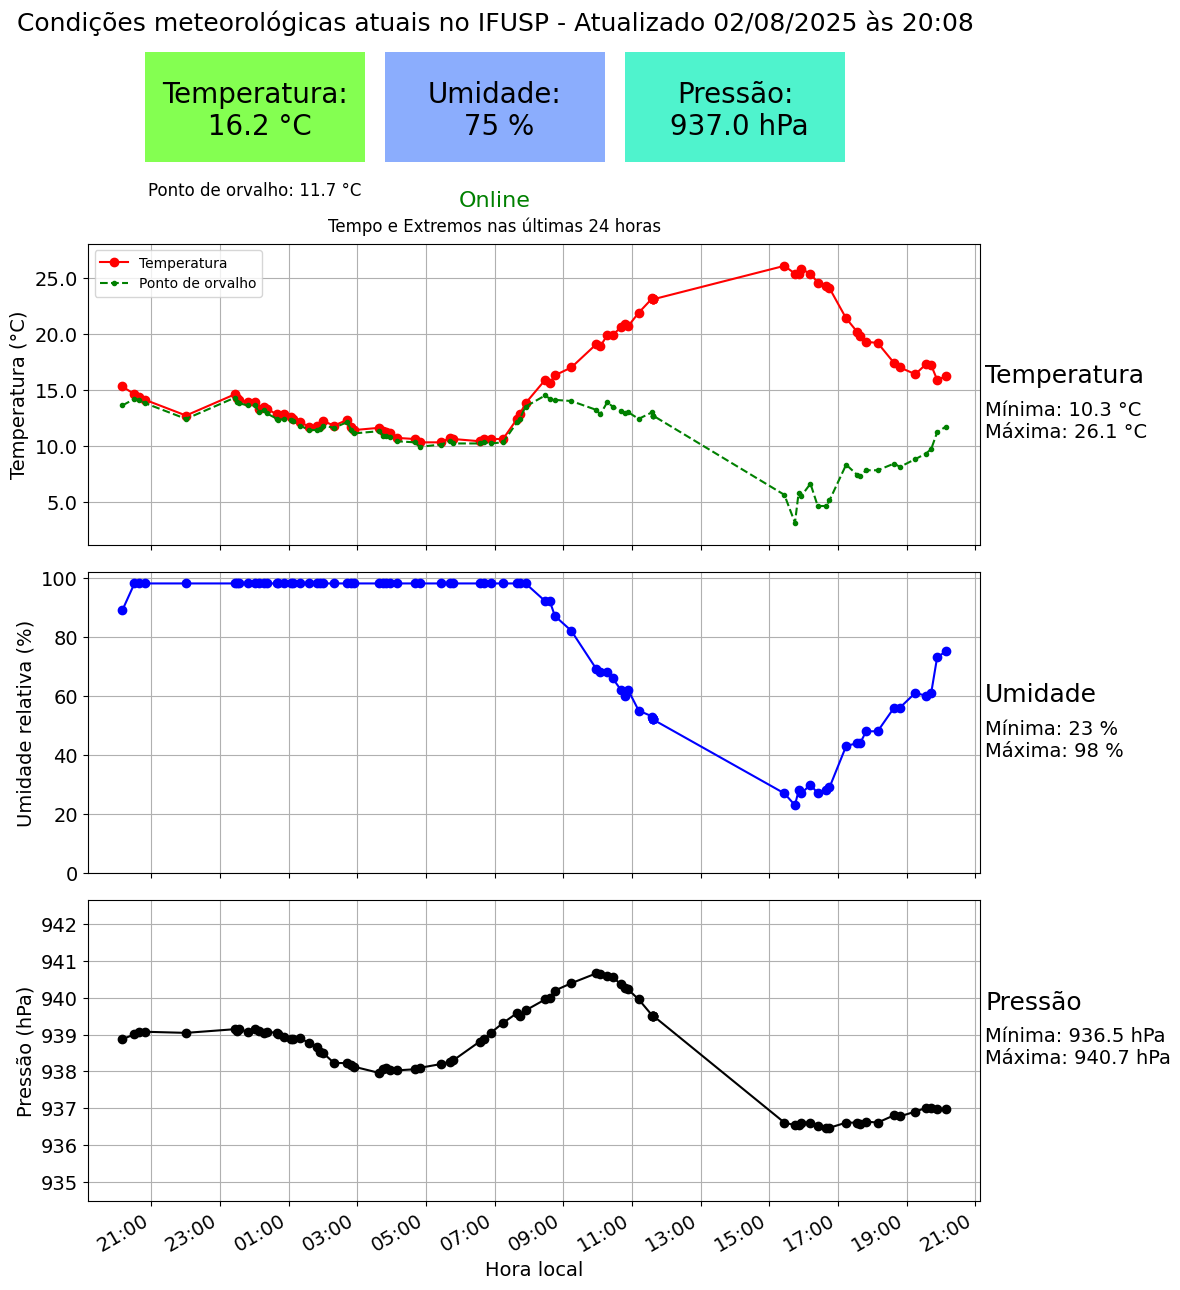 Condições meteorológicas atuais no IFUSP - Atualizado 02/08/2025 às 20:08
Temperatura:
16.2 °C
Umidade:
75 %
Pressão:
937.0 hPa
Ponto de orvalho: 11.7 °C
Online
Tempo e Extremos nas últimas 24 horas
Temperatura
Ponto de orvalho
25.0
20.0
15.0
10.0
5.0
Temperatura (°C)
Temperatura
Mínima: 10.3 °C
Máxima: 26.1 °C
100
80
60
40
20
0
Umidade relativa (%)
Umidade
Mínima: 23 %
Máxima: 98 %
942
941
940
939
938
937
936
935
Pressão (hPa)
Pressão
Mínima: 936.5 hPa
Máxima: 940.7 hPa
21:00 23:00 01:00 03:00 05:00 07:00 09:00 11:00 13:00 15:00 17:00 19:00 21:00
Hora local